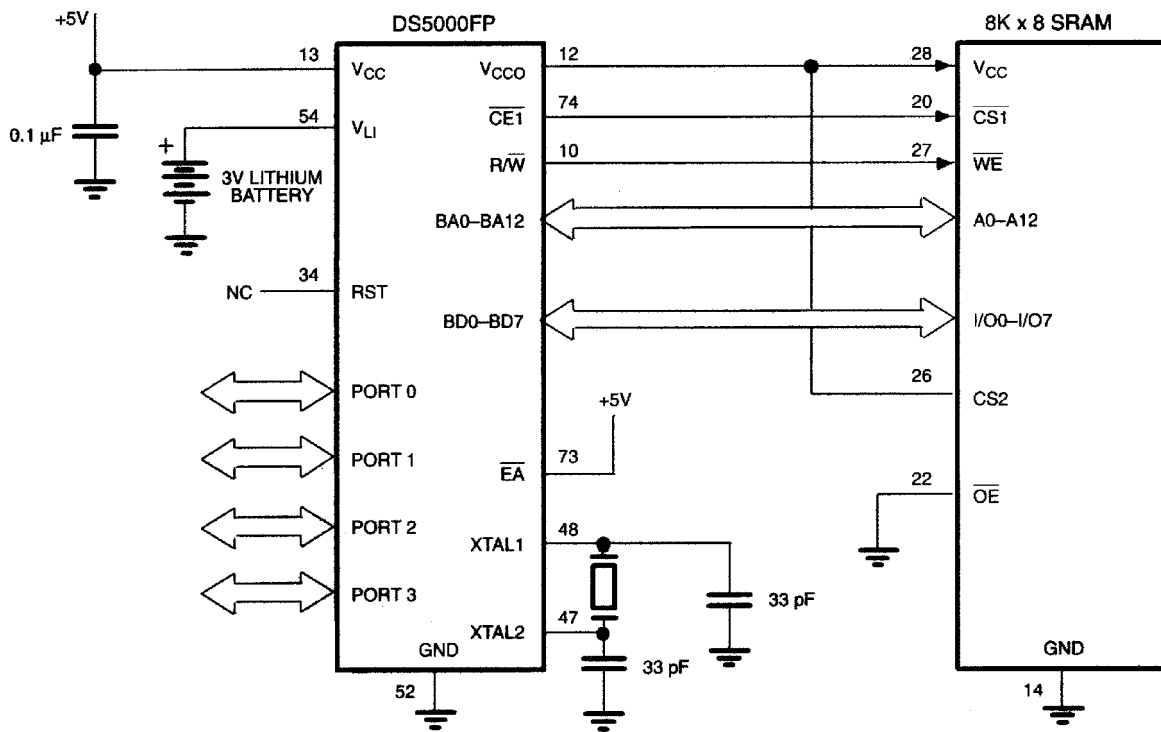 DS5000FP
8K x 8 SRAM
+5V
0.1 μF
13
VCC
54
VLI
+
3V LITHIUM
BATTERY
NC
34
RST
PORT 0
PORT 1
PORT 2
PORT 3
GND
52
12
VCCO
74
CE1
10
R/W
BA0–BA12
BD0–BD7
+5V
73
EA
48
XTAL1
47
XTAL2
33 pF
33 pF
28
VCC
20
CS1
27
WE
A0–A12
I/O0–I/O7
26
CS2
22
OE
GND
14